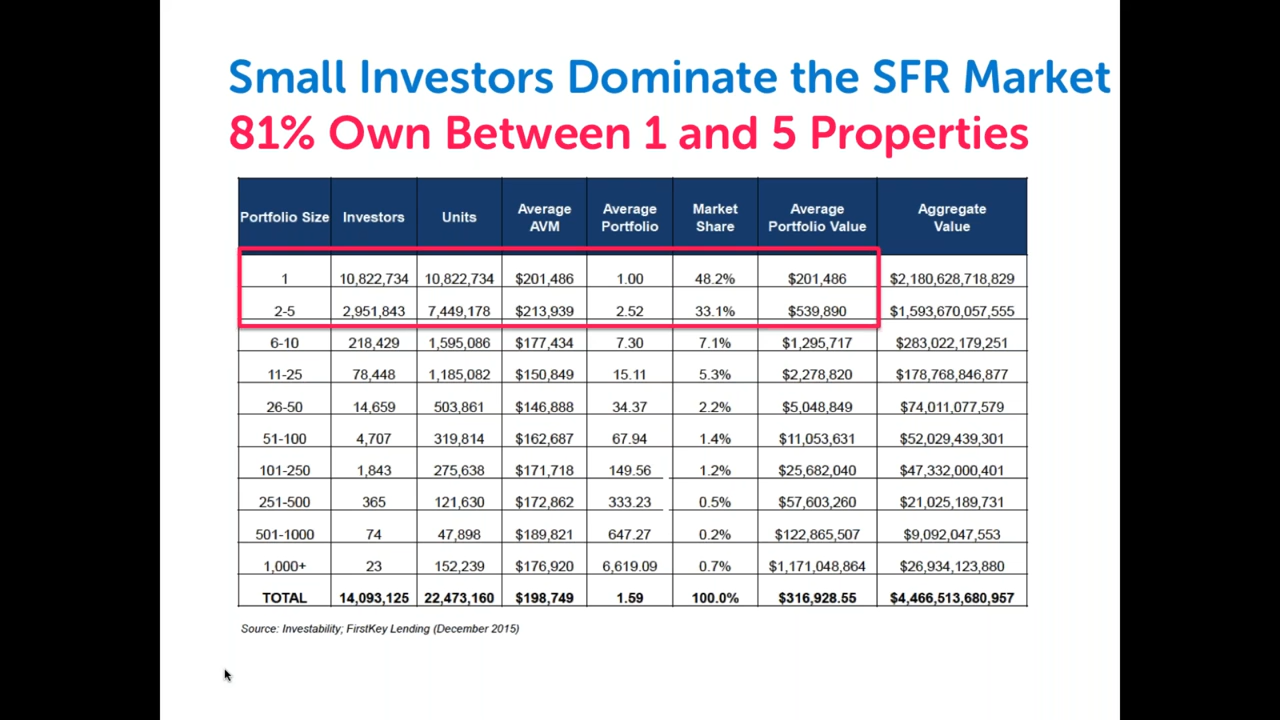 Small Investors Dominate the SFR Market
81% Own Between 1 and 5 Properties
Portfolio Size Investors Units Average AVM Average Portfolio Market Share Average Portfolio Value Aggregate Value
1 10,822,734 10,822,734 $201,486 1.00 48.2% $201,486 $2,180,628,718,829
2-5 2,951,843 7,449,178 $213,939 2.52 33.1% $539,890 $1,593,670,057,555
6-10 218,429 1,595,086 $177,434 7.30 7.1% $1,295,717 $283,022,179,251
11-25 78,448 1,185,082 $150,849 15.11 5.3% $2,278,820 $178,768,846,877
26-50 14,659 503,861 $146,888 34.37 2.2% $5,048,849 $74,011,077,579
51-100 4,707 319,814 $162,687 67.94 1.4% $11,053,631 $52,029,439,301
101-250 1,843 275,638 $171,718 149.56 1.2% $25,682,040 $47,332,000,401
251-500 365 121,630 $172,862 333.23 0.5% $57,603,260 $21,025,189,731
501-1000 74 47,898 $189,821 647.27 0.2% $122,865,507 $9,092,047,553
1,000+ 23 152,239 $176,920 6,619.09 0.7% $1,171,048,864 $26,934,123,880
TOTAL 14,093,125 22,473,160 $198,749 1.59 100.0% $316,928.55 $4,466,513,680,957
Source: Investability; FirstKey Lending (December 2015)